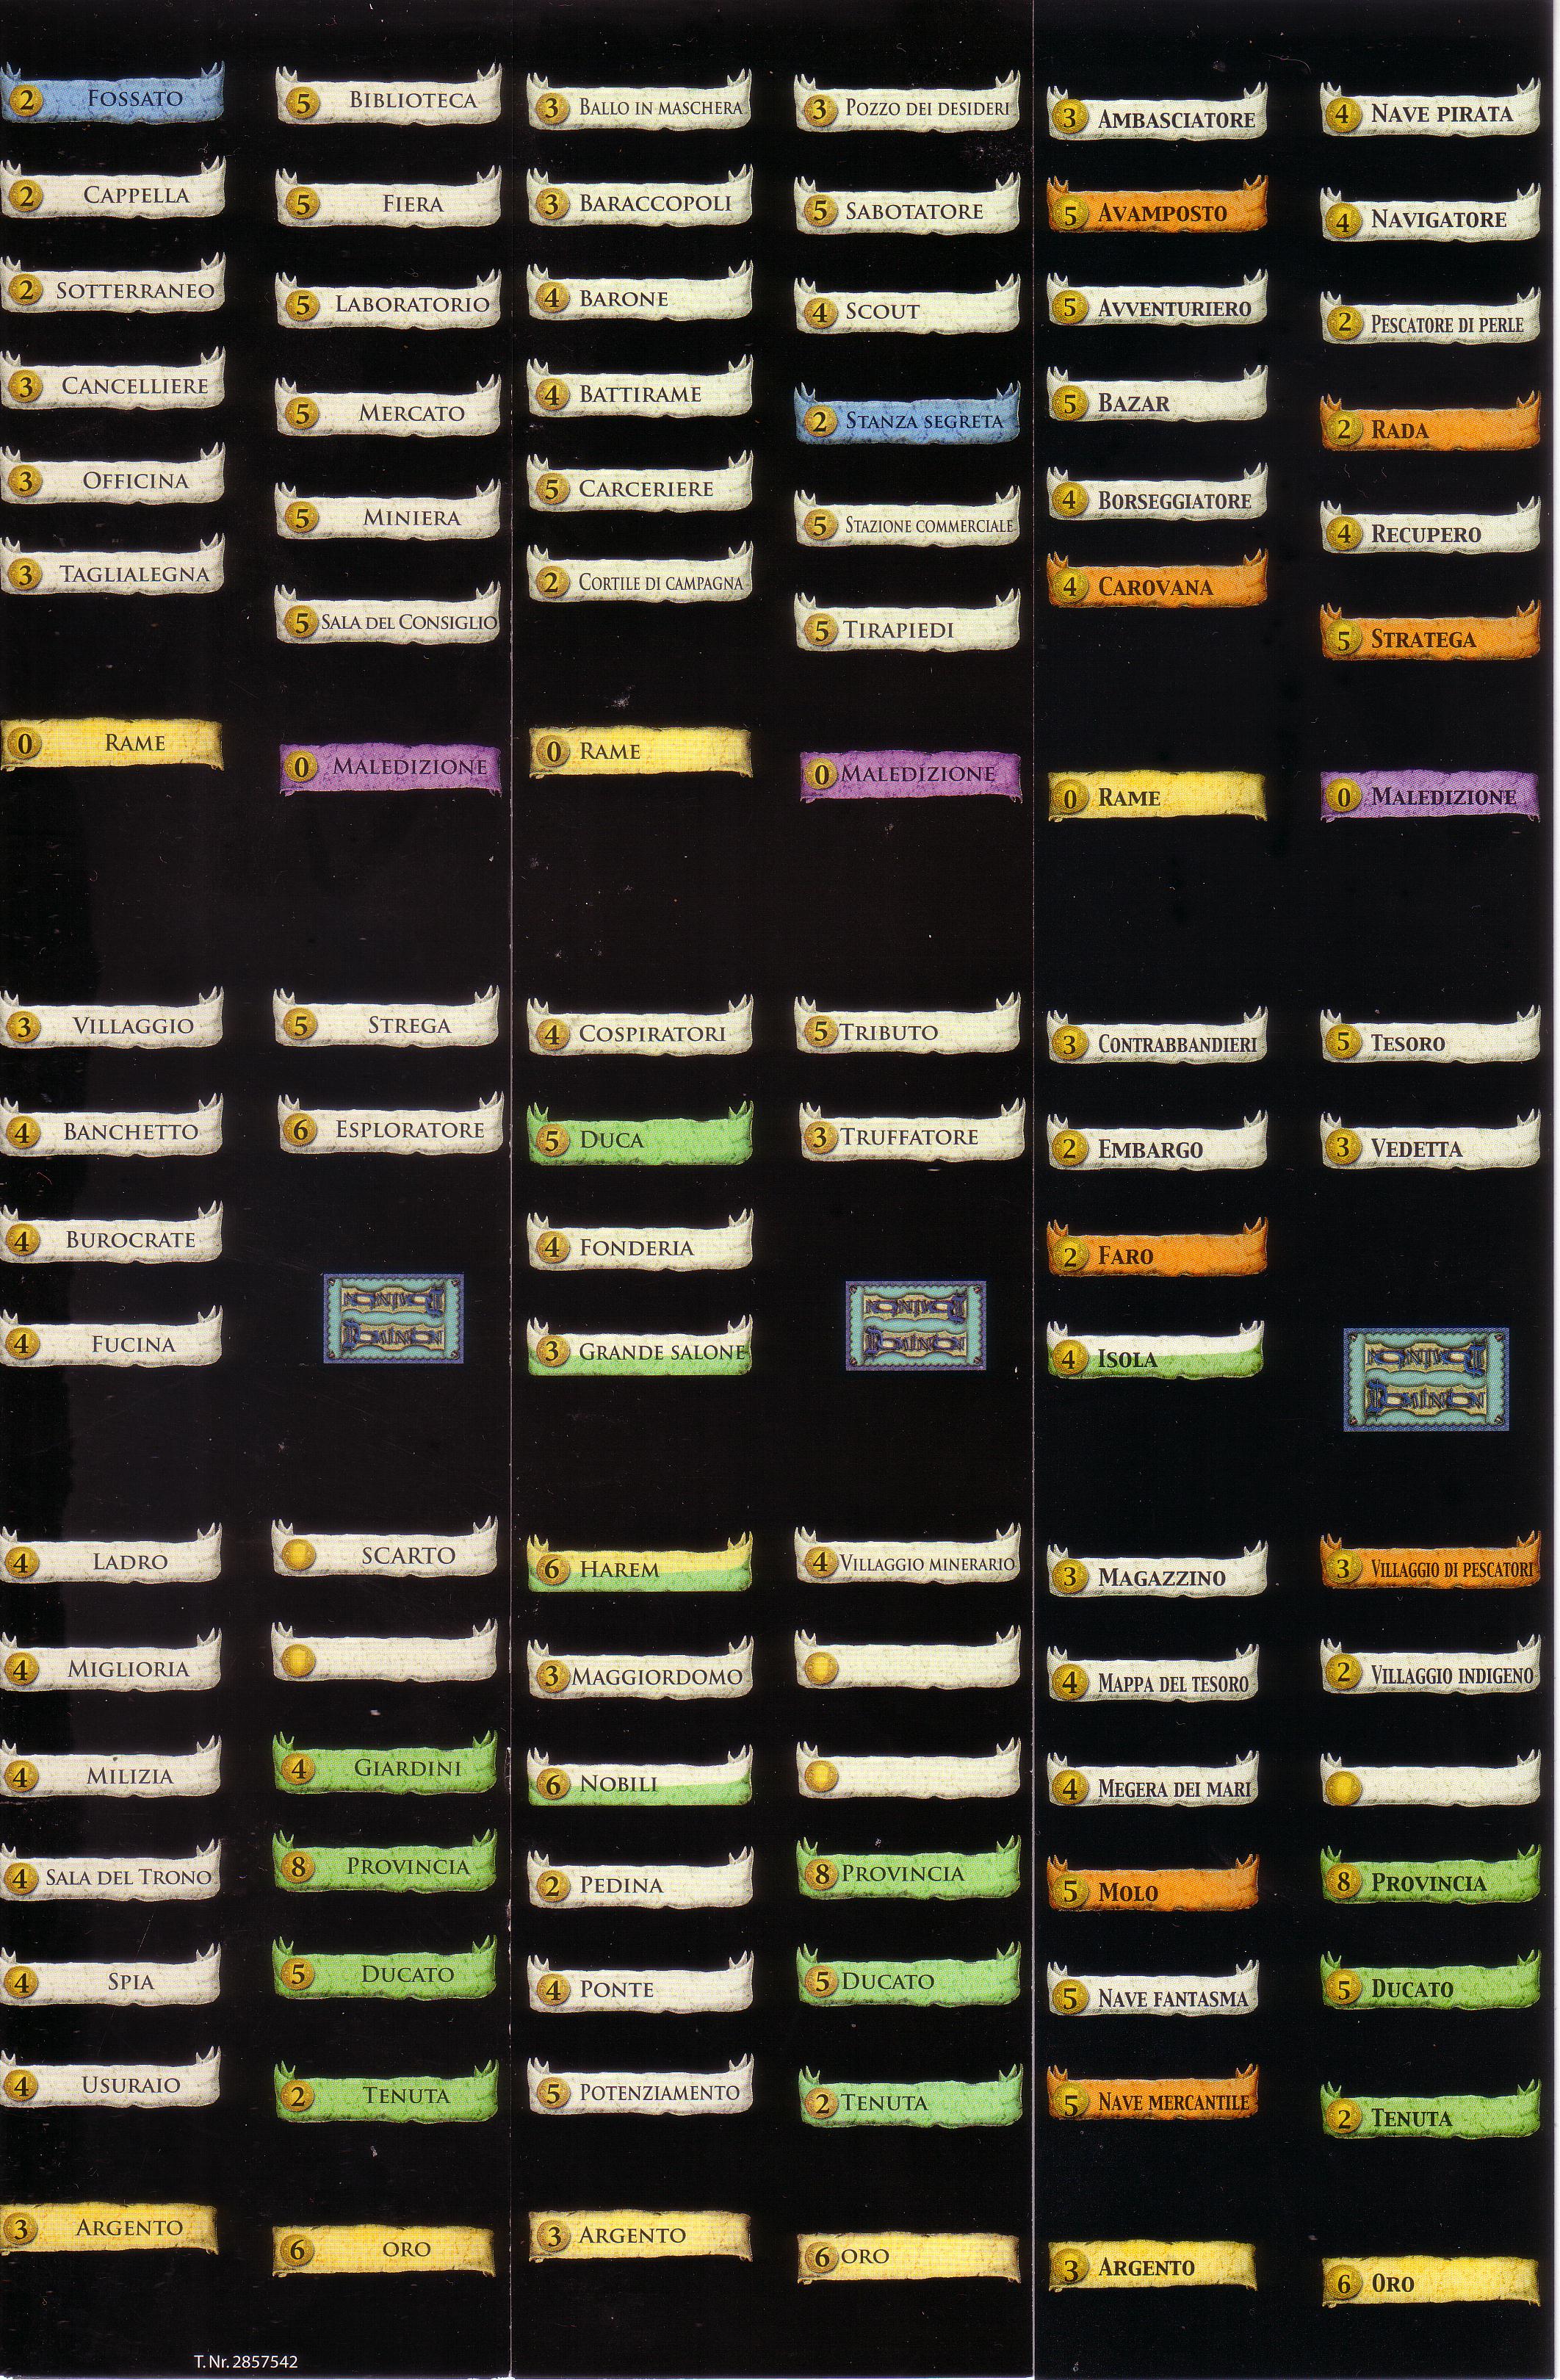 2 FOSSATO
2 CAPPELLA
2 SOTTERRANEO
3 CANCELLIERE
3 OFFICINA
3 TAGLIALEGNA
0 RAME
3 VILLAGGIO
4 BANCHETTO
4 BUROCRATE
4 FUCINA
4 LADRO
4 MIGLIORIA
4 MILIZIA
4 SALA DEL TRONO
4 SPIA
4 USURAIO
3 ARGENTO
5 BIBLIOTECA
5 FIERA
5 LABORATORIO
5 MERCATO
5 MINIERA
5 SALA DEL CONSIGLIO
0 MALEDIZIONE
5 STREGA
6 ESPLORATORE
DOMINION
DOMINION
SCARTO
4 GIARDINI
8 PROVINCIA
5 DUCATO
2 TENUTA
6 ORO
T. Nr. 2857542
3 BALLO IN MASCHERA
3 BARACCOPOLI
4 BARONE
4 BATTIRAME
5 CARCERIERE
2 CORTILE DI CAMPAGNA
0 RAME
4 COSPIRATORI
5 DUCA
4 FONDERIA
3 GRANDE SALONE
6 HAREM
3 MAGGIORDOMO
6 NOBILI
2 PEDINA
4 PONTE
5 POTENZIAMENTO
3 ARGENTO
3 POZZO DEI DESIDERI
5 SABOTATORE
4 SCOUT
2 STANZA SEGRETA
5 STAZIONE COMMERCIALE
5 TIRAPIEDI
0 MALEDIZIONE
5 TRIBUTO
3 TRUFFATORE
DOMINION
DOMINION
4 VILLAGGIO MINERARIO
8 PROVINCIA
5 DUCATO
2 TENUTA
6 ORO
3 AMBASCIATORE
5 AVAMPOSTO
5 AVVENTURIERO
5 BAZAR
4 BORSEGGIATORE
4 CAROVANA
0 RAME
3 CONTRABBANDIERI
2 EMBARGO
2 FARO
4 ISOLA
3 MAGAZZINO
4 MAPPA DEL TESORO
4 MEGERA DEI MARI
5 MOLO
5 NAVE FANTASMA
5 NAVE MERCANTILE
3 ARGENTO
4 NAVE PIRATA
4 NAVIGATORE
2 PESCATORE DI PERLE
2 RADA
4 RECUPERO
5 STRATEGA
0 MALEDIZIONE
5 TESORO
3 VEDETTA
DOMINION
DOMINION
3 VILLAGGIO DI PESCATORI
2 VILLAGGIO INDIGENO
8 PROVINCIA
5 DUCATO
2 TENUTA
6 ORO